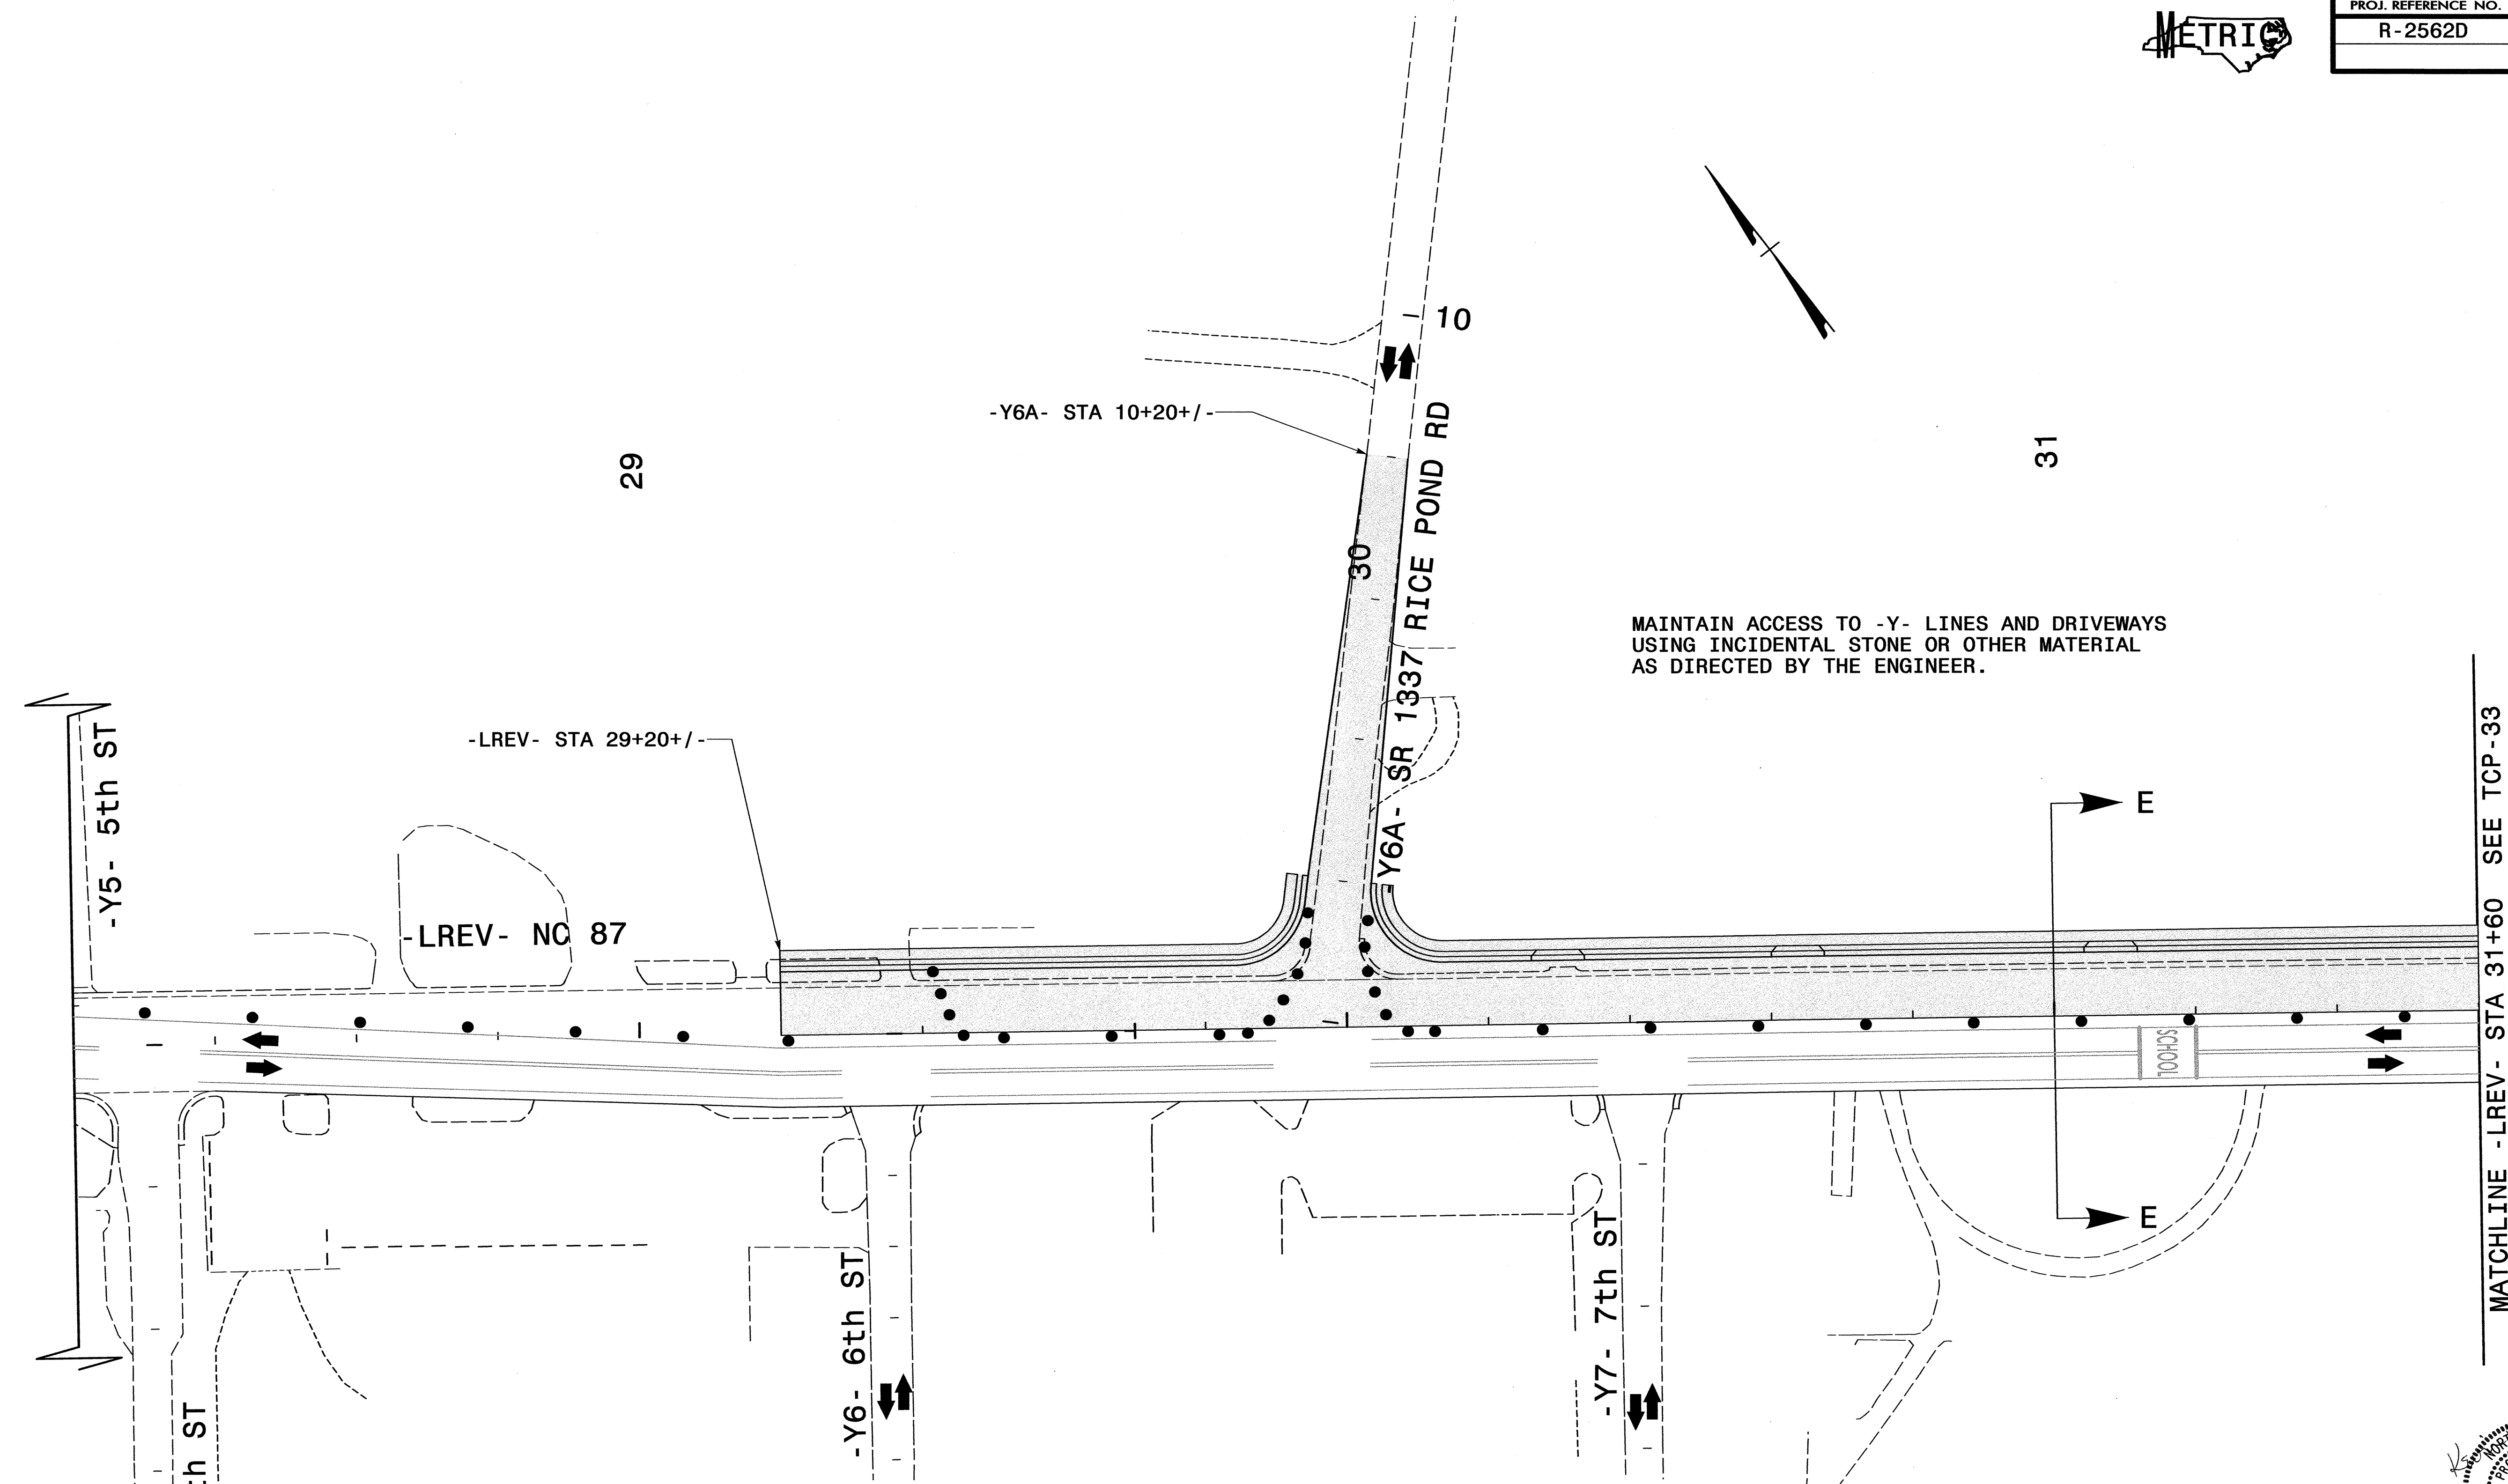 METRIC
PROJ. REFERENCE NO.
R-2562D
10
-Y6A- STA 10+20+/-
29
30
31
-Y6A- SR 1337 RICE POND RD
MAINTAIN ACCESS TO -Y- LINES AND DRIVEWAYS
USING INCIDENTAL STONE OR OTHER MATERIAL
AS DIRECTED BY THE ENGINEER.
-Y5- 5th ST
-LREV- STA 29+20+/-
-LREV- NC 87
E
SCHOOL
E
MATCHLINE -LREV- STA 31+60 SEE TCP-33
-Y6- 6th ST
-Y7- 7th ST
th ST